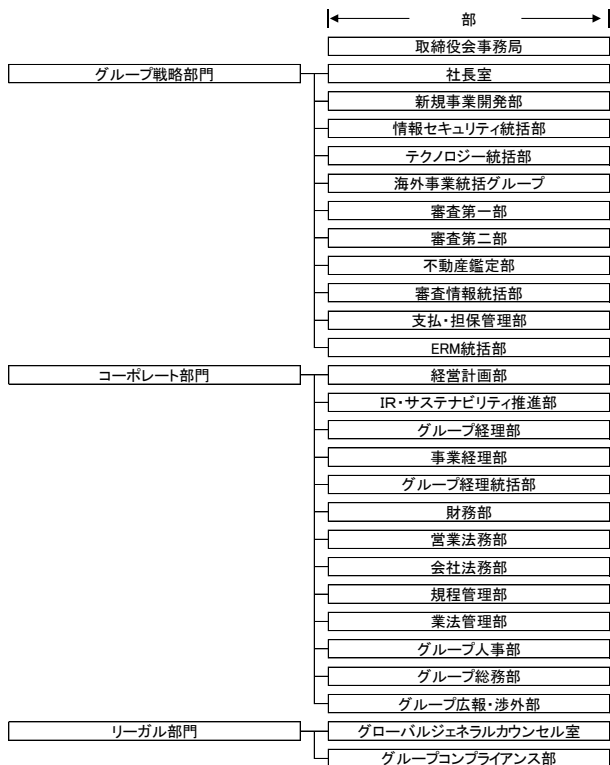 部
取締役会事務局
グループ戦略部門
社長室
新規事業開発部
情報セキュリティ統括部
テクノロジー統括部
海外事業統括グループ
審査第一部
審査第二部
不動産鑑定部
審査情報統括部
支払・担保管理部
ERM統括部
コーポレート部門
経営計画部
IR・サステナビリティ推進部
グループ経理部
事業経理部
グループ経理統括部
財務部
営業法務部
会社法務部
規程管理部
業法管理部
グループ人事部
グループ総務部
グループ広報・渉外部
リーガル部門
グローバルジェネラルカウンセル室
グループコンプライアンス部